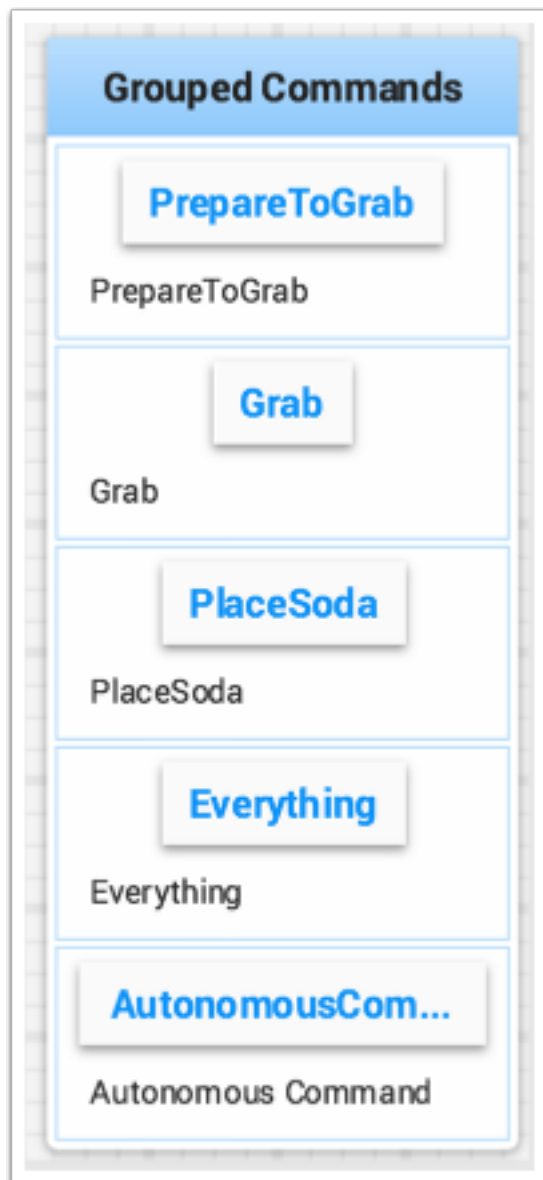 Grouped Commands
PrepareToGrab
PrepareToGrab
Grab
Grab
PlaceSoda
PlaceSoda
Everything
Everything
AutonomousCom...
Autonomous Command